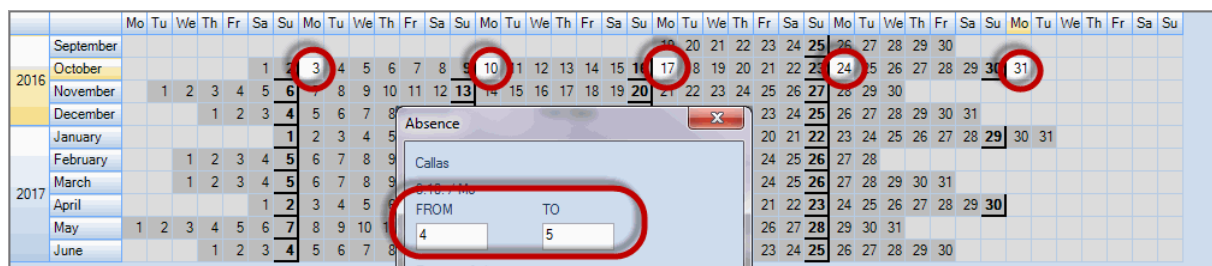 Mo Tu We Th Fr Sa Su Mo Tu We Th Fr Sa Su Mo Tu We Th Fr Sa Su Mo Tu We Th Fr Sa Su Mo Tu We Th Fr Sa Su Mo Tu We Th Fr Sa Su
September 19 20 21 22 23 24 25 26 27 28 29 30
2016
October 1 2 3 4 5 6 7 8 9 10 11 12 13 14 15 16 17 18 19 20 21 22 23 24 25 26 27 28 29 30 31
November 1 2 3 4 5 6 7 8 9 10 11 12 13 14 15 16 17 18 19 20 21 22 23 24 25 26 27 28 29 30
December 1 2 3 4 5 6 7 8 23 24 25 26 27 28 29 30 31
January 1 2 3 4 5 20 21 22 23 24 25 26 27 28 29 30 31
February 1 2 3 4 5 6 7 8 9 24 25 26 27 28
2017
March 1 2 3 4 5 6 7 8 9 24 25 26 27 28 29 30 31
April 1 2 3 4 5 6 21 22 23 24 25 26 27 28 29 30
May 1 2 3 4 5 6 7 8 9 10 26 27 28 29 30 31
June 1 2 3 4 5 6 7 8 23 24 25 26 27 28 29 30
Absence
Callas
FROM TO
4 5